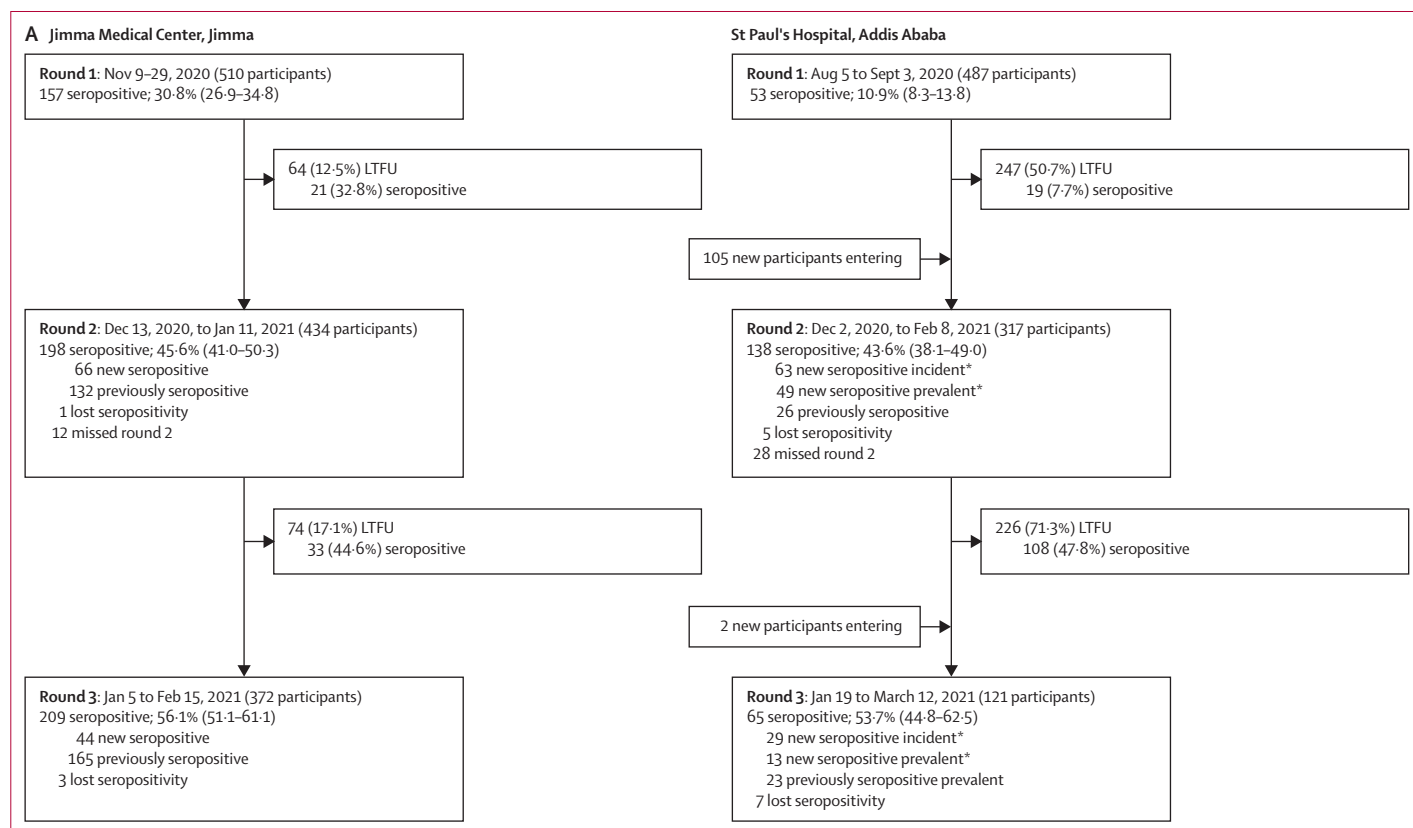 A Jimma Medical Center, Jimma
Round 1: Nov 9–29, 2020 (510 participants)
157 seropositive; 30·8% (26·9–34·8)
64 (12·5%) LTFU
21 (32·8%) seropositive
Round 2: Dec 13, 2020, to Jan 11, 2021 (434 participants)
198 seropositive; 45·6% (41·0–50·3)
66 new seropositive
132 previously seropositive
1 lost seropositivity
12 missed round 2
74 (17·1%) LTFU
33 (44·6%) seropositive
Round 3: Jan 5 to Feb 15, 2021 (372 participants)
209 seropositive; 56·1% (51·1–61·1)
44 new seropositive
165 previously seropositive
3 lost seropositivity
St Paul's Hospital, Addis Ababa
Round 1: Aug 5 to Sept 3, 2020 (487 participants)
53 seropositive; 10·9% (8·3–13·8)
247 (50·7%) LTFU
19 (7·7%) seropositive
105 new participants entering
Round 2: Dec 2, 2020, to Feb 8, 2021 (317 participants)
138 seropositive; 43·6% (38·1–49·0)
63 new seropositive incident*
49 new seropositive prevalent*
26 previously seropositive
5 lost seropositivity
28 missed round 2
226 (71·3%) LTFU
108 (47·8%) seropositive
2 new participants entering
Round 3: Jan 19 to March 12, 2021 (121 participants)
65 seropositive; 53·7% (44·8–62·5)
29 new seropositive incident*
13 new seropositive prevalent*
23 previously seropositive prevalent
7 lost seropositivity